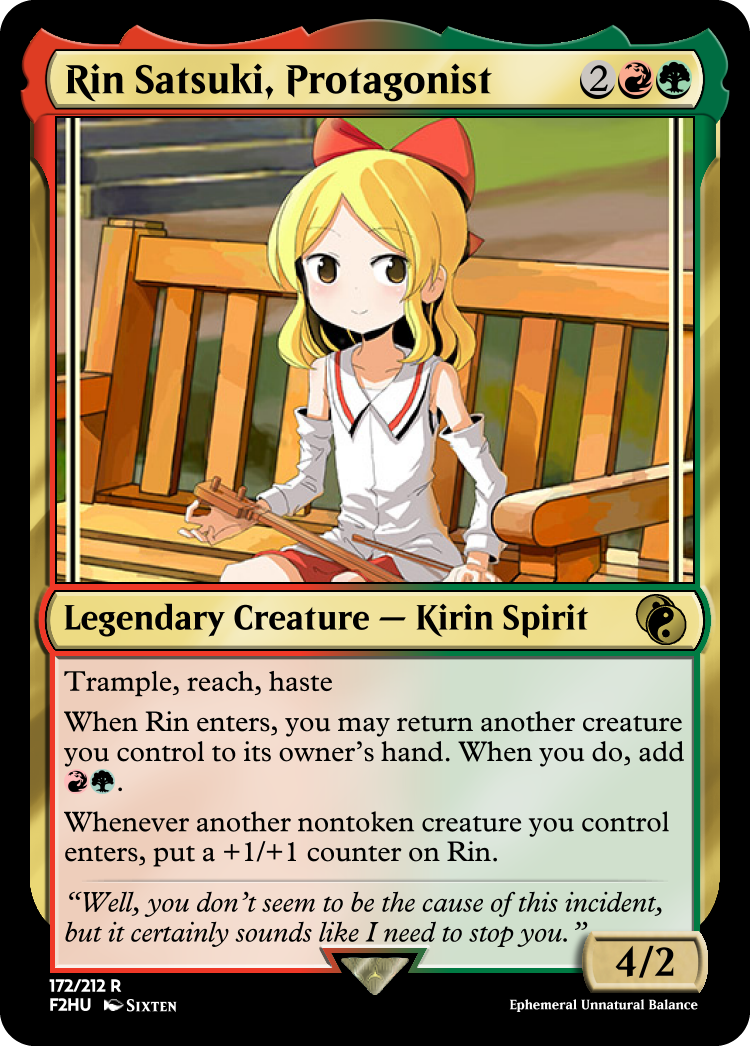 Rin Satsuki, Protagonist 2
Legendary Creature — Kirin Spirit
Trample, reach, haste
When Rin enters, you may return another creature
you control to its owner's hand. When you do, add
.
Whenever another nontoken creature you control
enters, put a +1/+1 counter on Rin.
“Well, you don't seem to be the cause of this incident,
but it certainly sounds like I need to stop you.”
4/2
172/212 R
F2HU Sixten
Ephemeral Unnatural Balance